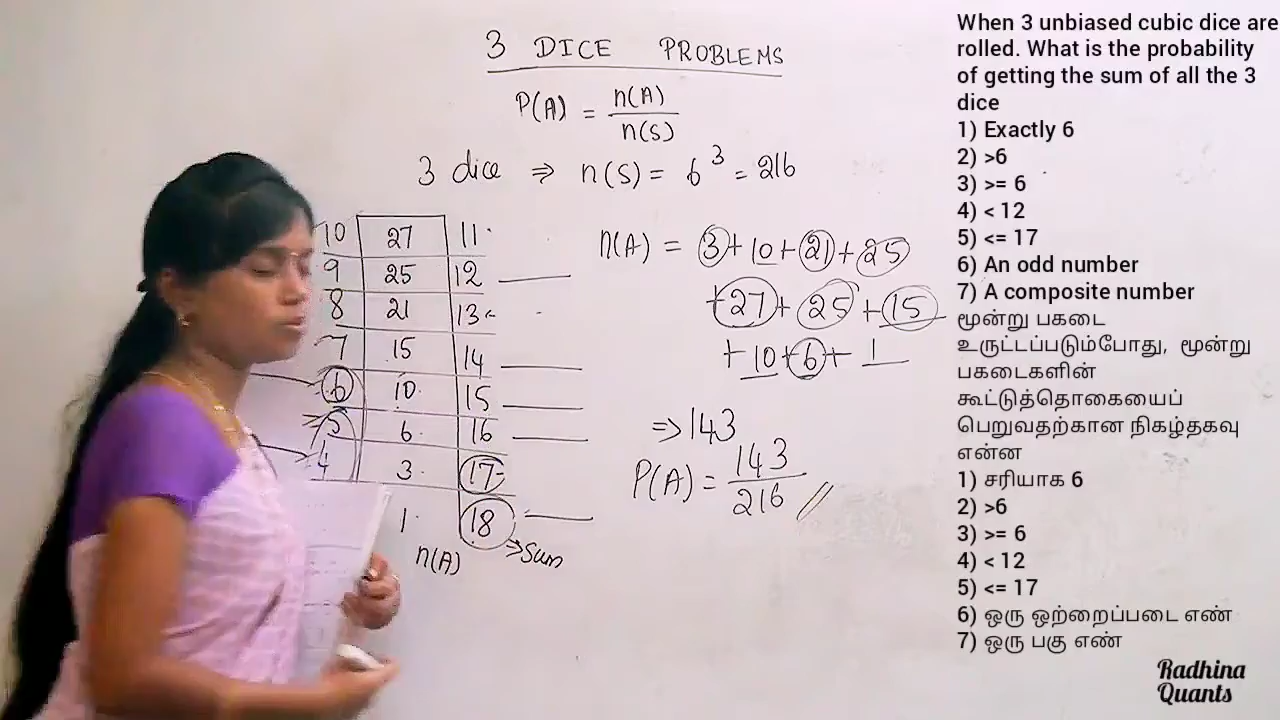 3 DICE PROBLEMS
P(A) = n(A)
n(S)
3 dice ⇒ n(S) = 6³ = 216
10 27 11
9 25 12
8 21 13
7 15 14
6 10 15
5 6 16
4 3 17
1 18
n(A) ⇒ Sum
n(A) = 3 + 10 + 21 + 25
+ 27 + 25 + 15
+ 10 + 6 + 1
⇒ 143
P(A) = 143
216 //
When 3 unbiased cubic dice are
rolled. What is the probability
of getting the sum of all the 3
dice
1) Exactly 6
2) >6
3) >= 6
4) < 12
5) <= 17
6) An odd number
7) A composite number
மூன்று பகடை
உருட்டப்படும்போது, மூன்று
பகடைகளின்
கூட்டுத்தொகையைப்
பெறுவதற்கான நிகழ்தகவு
என்ன
1) சரியாக 6
2) >6
3) >= 6
4) < 12
5) <= 17
6) ஒரு ஒற்றைப்படை எண்
7) ஒரு பகு எண்
Radhina
Quants